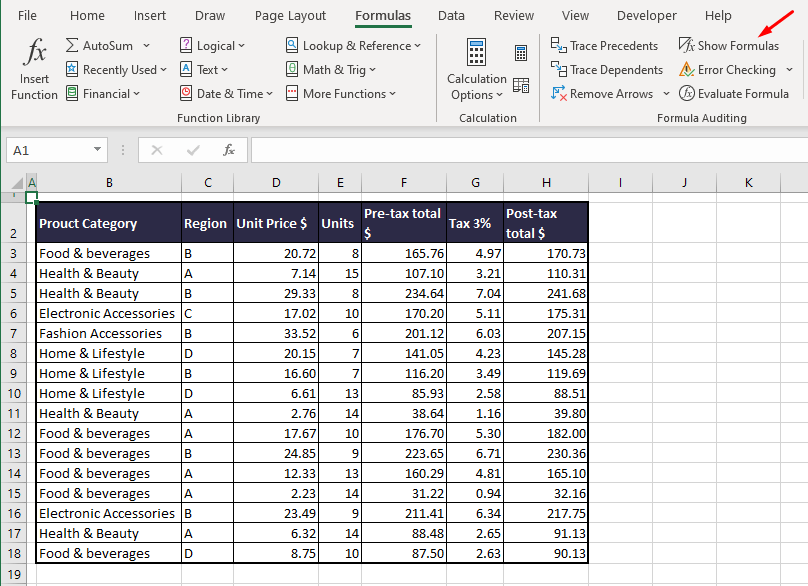 File Home Insert Draw Page Layout Formulas Data Review View Developer Help
fx Insert Function
AutoSum
Recently Used
Financial
Logical
Text
Date & Time
Lookup & Reference
Math & Trig
More Functions
Function Library
Calculation Options
Calculation
Trace Precedents
Trace Dependents
Remove Arrows
Show Formulas
Error Checking
Evaluate Formula
Formula Auditing
A1 fx
A B C D E F G H I J K
1
2 Prouct Category Region Unit Price $ Units Pre-tax total $ Tax 3% Post-tax total $
3 Food & beverages B 20.72 8 165.76 4.97 170.73
4 Health & Beauty A 7.14 15 107.10 3.21 110.31
5 Health & Beauty B 29.33 8 234.64 7.04 241.68
6 Electronic Accessories C 17.02 10 170.20 5.11 175.31
7 Fashion Accessories B 33.52 6 201.12 6.03 207.15
8 Home & Lifestyle D 20.15 7 141.05 4.23 145.28
9 Home & Lifestyle B 16.60 7 116.20 3.49 119.69
10 Home & Lifestyle D 6.61 13 85.93 2.58 88.51
11 Health & Beauty A 2.76 14 38.64 1.16 39.80
12 Food & beverages A 17.67 10 176.70 5.30 182.00
13 Food & beverages B 24.85 9 223.65 6.71 230.36
14 Food & beverages A 12.33 13 160.29 4.81 165.10
15 Food & beverages A 2.23 14 31.22 0.94 32.16
16 Electronic Accessories B 23.49 9 211.41 6.34 217.75
17 Health & Beauty A 6.32 14 88.48 2.65 91.13
18 Food & beverages D 8.75 10 87.50 2.63 90.13
19